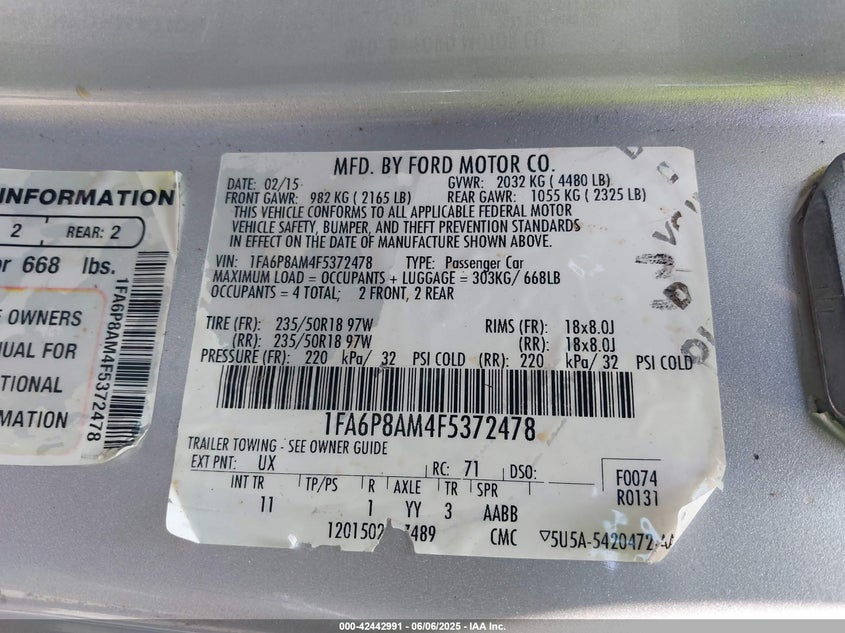 INFORMATION
2 REAR: 2
or 668 lbs.
OWNERS
FOR
1FA6P8AM4F5372478
MFD. BY FORD MOTOR CO.
DATE: 02/15 GVWR: 2032 KG ( 4480 LB)
FRONT GAWR: 982 KG ( 2165 LB) REAR GAWR: 1055 KG ( 2325 LB)
THIS VEHICLE CONFORMS TO ALL APPLICABLE FEDERAL MOTOR
VEHICLE SAFETY, BUMPER, AND THEFT PREVENTION STANDARDS
IN EFFECT ON THE DATE OF MANUFACTURE SHOWN ABOVE.
VIN: 1FA6P8AM4F5372478 TYPE: Passenger Car
MAXIMUM LOAD = OCCUPANTS + LUGGAGE = 303KG/ 668LB
OCCUPANTS = 4 TOTAL; 2 FRONT, 2 REAR
TIRE (FR): 235/50R18 97W RIMS (FR): 18x8.0J
(RR): 235/50R18 97W (RR): 18x8.0J
PRESSURE (FR): 220 kPa/ 32 PSI COLD (RR): 220 kPa/ 32 PSI COLD
1FA6P8AM4F5372478
TRAILER TOWING - SEE OWNER GUIDE
EXT PNT: UX RC: 71 DSO: F0074
INT TR TP/PS R AXLE TR SPR R0131
11 1 YY 3 AABB
1201502 7489 CMC ▽5U5A-5420472-AA
000-42442991 - 06/06/2025 - IAA Inc.